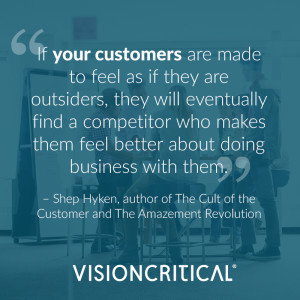 “If your customers are made
to feel as if they are
outsiders, they will eventually
find a competitor who makes
them feel better about doing
business with them.”
– Shep Hyken, author of The Cult of the
Customer and The Amazement Revolution
VISIONCRITICAL®